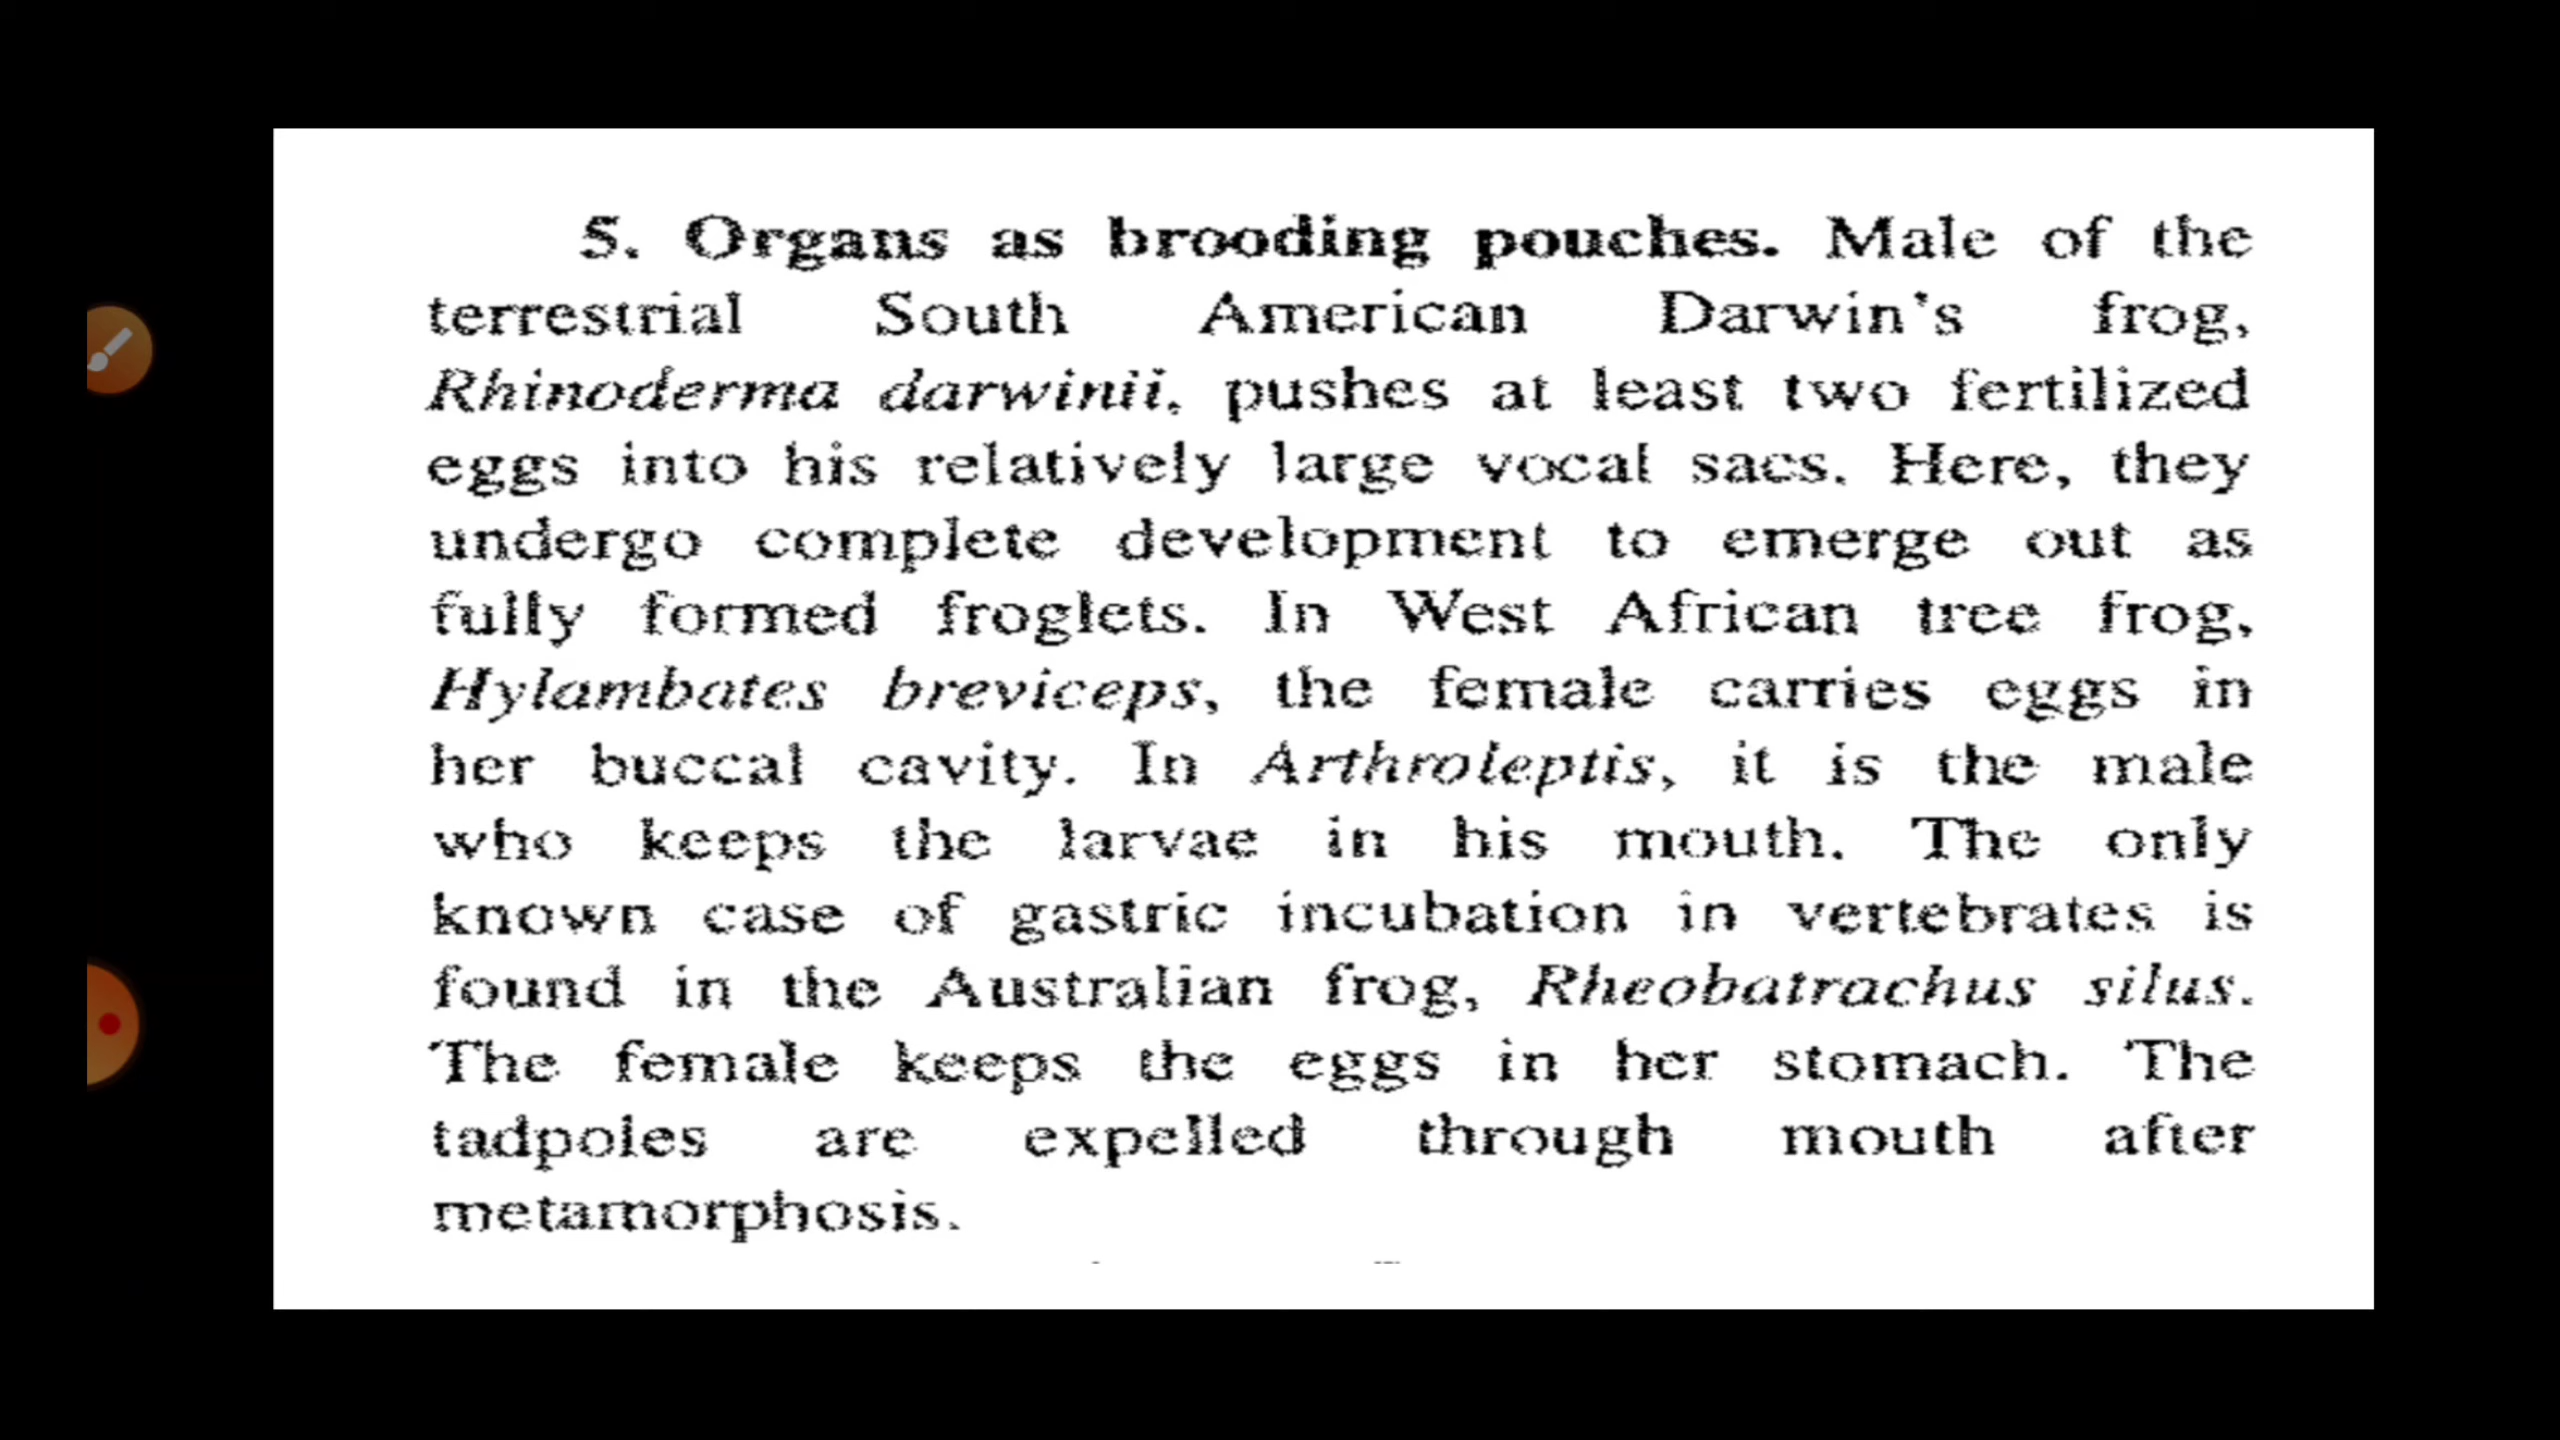 5. Organs as brooding pouches. Male of the
terrestrial South American Darwin's frog,
Rhinoderma darwinii, pushes at least two fertilized
eggs into his relatively large vocal sacs. Here, they
undergo complete development to emerge out as
fully formed froglets. In West African tree frog,
Hylambates breviceps, the female carries eggs in
her buccal cavity. In Arthroleptis, it is the male
who keeps the larvae in his mouth. The only
known case of gastric incubation in vertebrates is
found in the Australian frog, Rheobatrachus silus.
The female keeps the eggs in her stomach. The
tadpoles are expelled through mouth after
metamorphosis.